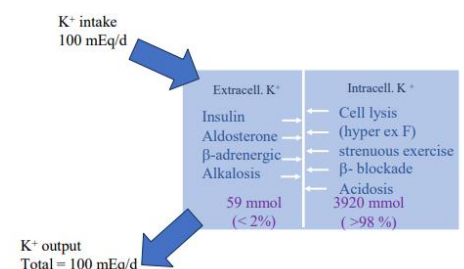 K⁺ intake
100 mEq/d
Extracell. K⁺
Insulin
Aldosterone
β-adrenergic
Alkalosis
59 mmol
(< 2%)
Intracell. K ⁺
Cell lysis
(hyper ex F)
strenuous exercise
β- blockade
Acidosis
3920 mmol
( >98 %)
K⁺ output
Total = 100 mEq/d